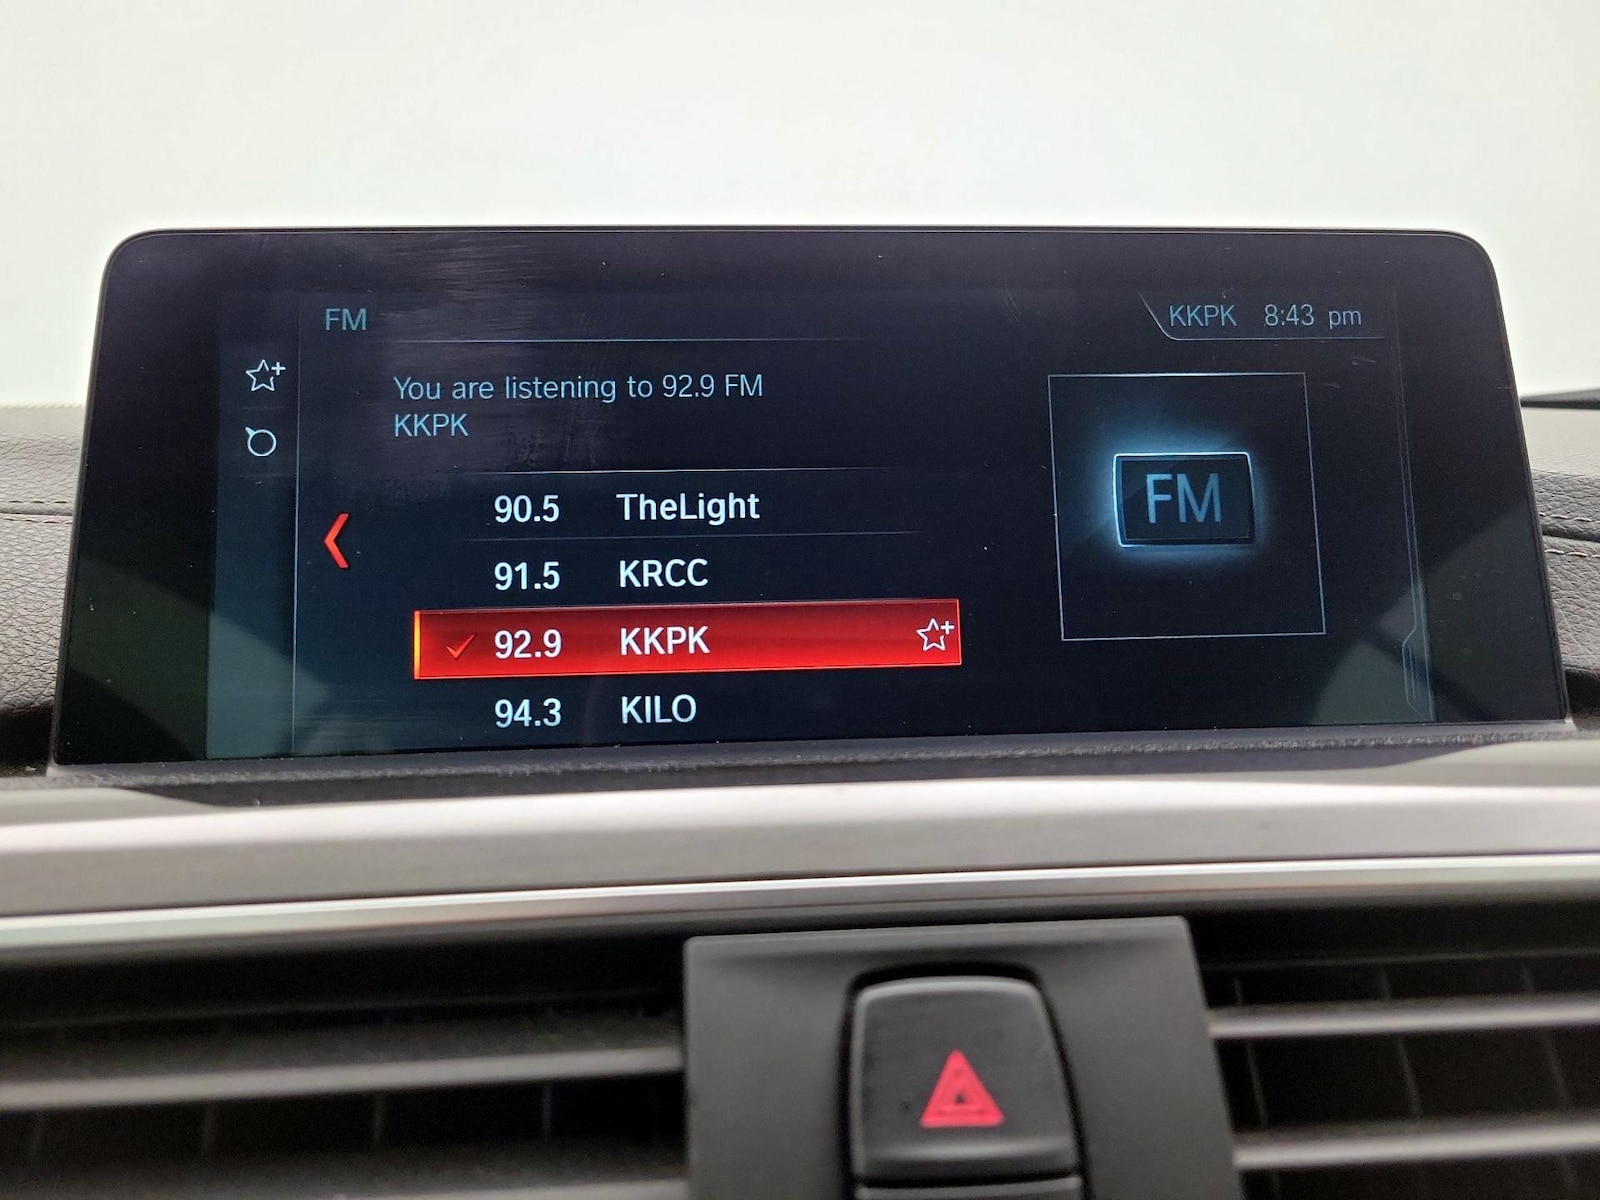 FM
KKPK 8:43 pm
You are listening to 92.9 FM
KKPK
90.5 TheLight
91.5 KRCC
92.9 KKPK
94.3 KILO
FM